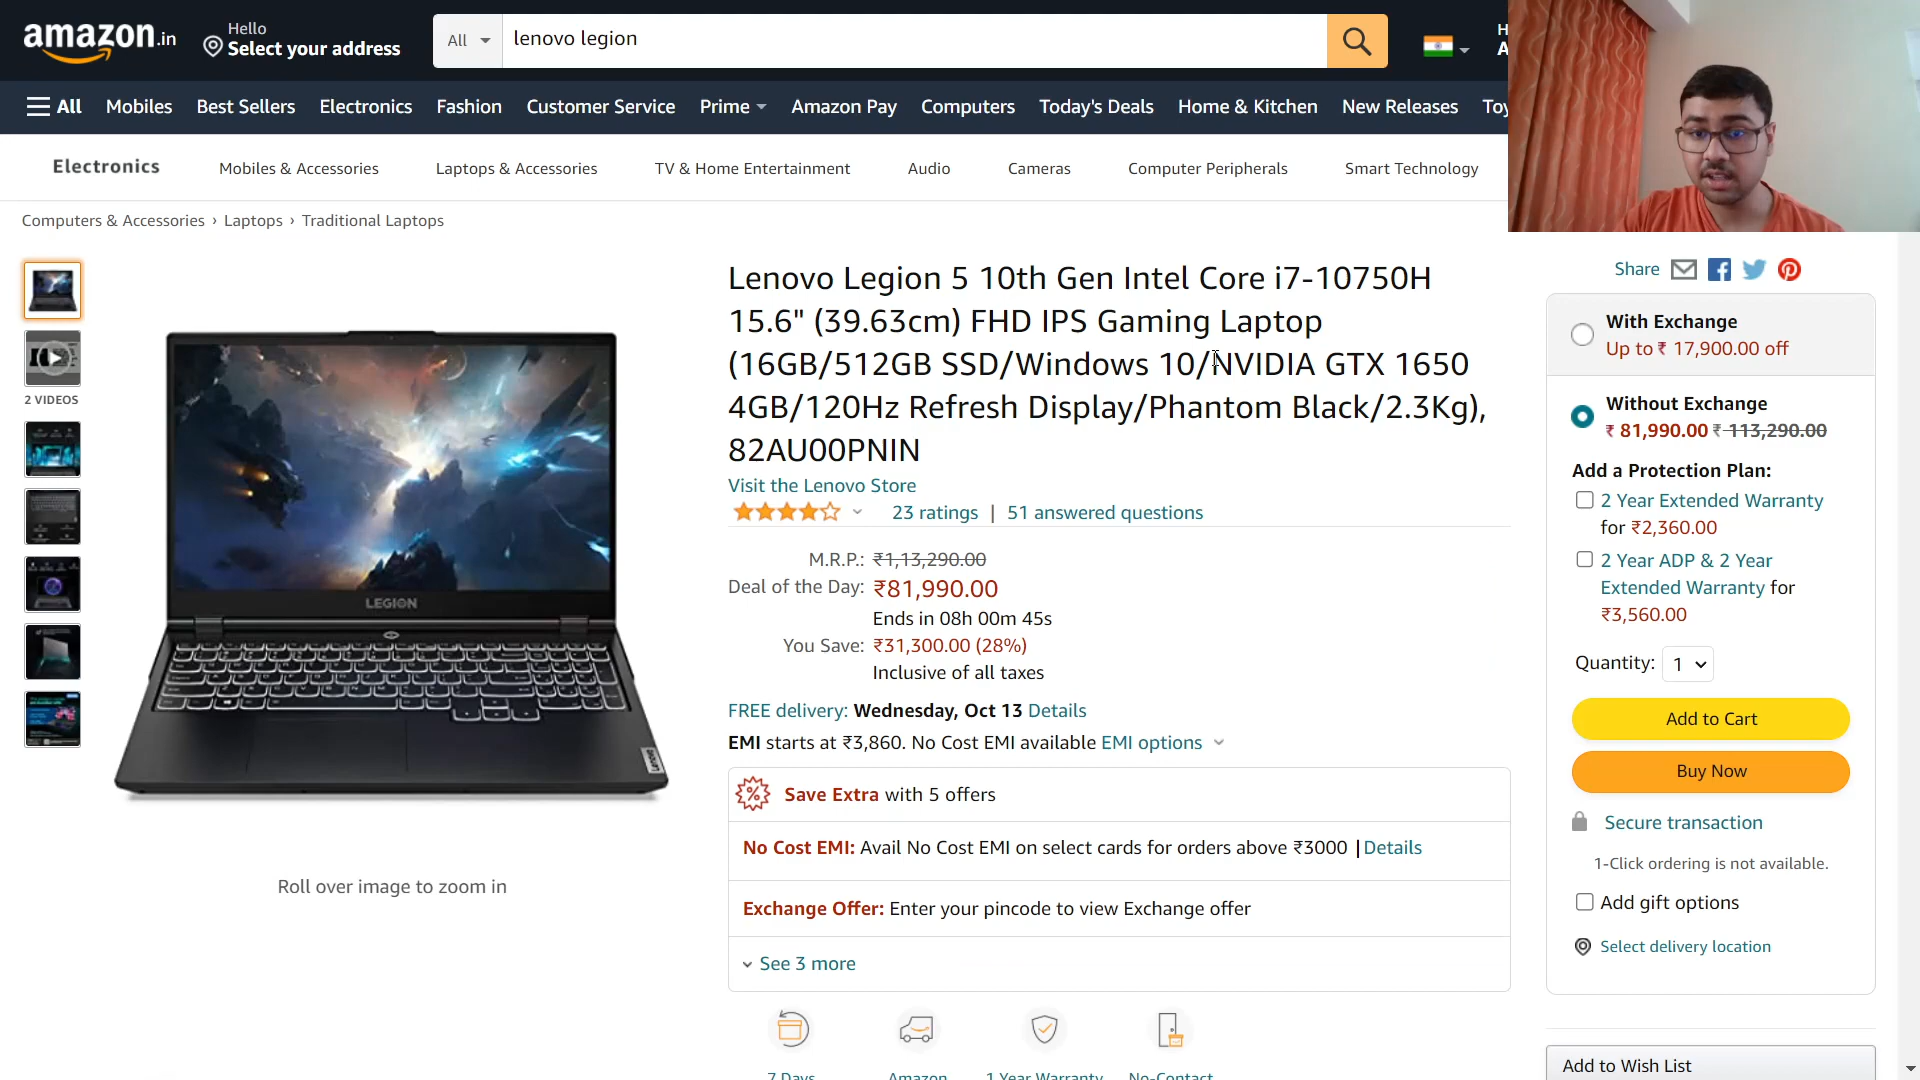 amazon.in
Hello
Select your address
All
lenovo legion
H
A
All
Mobiles
Best Sellers
Electronics
Fashion
Customer Service
Prime
Amazon Pay
Computers
Today's Deals
Home & Kitchen
New Releases
Toy
Electronics
Mobiles & Accessories
Laptops & Accessories
TV & Home Entertainment
Audio
Cameras
Computer Peripherals
Smart Technology
Computers & Accessories › Laptops › Traditional Laptops
2 VIDEOS
LEGION
Lenovo
Roll over image to zoom in
Lenovo Legion 5 10th Gen Intel Core i7-10750H
15.6" (39.63cm) FHD IPS Gaming Laptop
(16GB/512GB SSD/Windows 10/NVIDIA GTX 1650
4GB/120Hz Refresh Display/Phantom Black/2.3Kg),
82AU00PNIN
Visit the Lenovo Store
23 ratings | 51 answered questions
M.R.P.: ₹1,13,290.00
Deal of the Day: ₹81,990.00
Ends in 08h 00m 45s
You Save: ₹31,300.00 (28%)
Inclusive of all taxes
FREE delivery: Wednesday, Oct 13 Details
EMI starts at ₹3,860. No Cost EMI available EMI options
Save Extra with 5 offers
No Cost EMI: Avail No Cost EMI on select cards for orders above ₹3000 | Details
Exchange Offer: Enter your pincode to view Exchange offer
See 3 more
7 Days
Amazon
1 Year Warranty
No-Contact
Share
With Exchange
Up to ₹ 17,900.00 off
Without Exchange
₹ 81,990.00 ₹ 113,290.00
Add a Protection Plan:
2 Year Extended Warranty
for ₹2,360.00
2 Year ADP & 2 Year
Extended Warranty for
₹3,560.00
Quantity: 1
Add to Cart
Buy Now
Secure transaction
1-Click ordering is not available.
Add gift options
Select delivery location
Add to Wish List